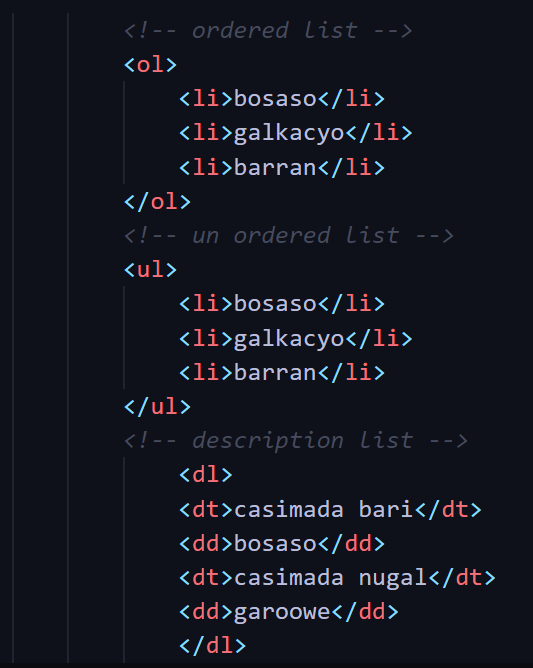 <!-- ordered list -->
<ol>
<li>bosaso</li>
<li>galkacyo</li>
<li>barran</li>
</ol>
<!-- un ordered list -->
<ul>
<li>bosaso</li>
<li>galkacyo</li>
<li>barran</li>
</ul>
<!-- description list -->
<dl>
<dt>casimada bari</dt>
<dd>bosaso</dd>
<dt>casimada nugal</dt>
<dd>garoowe</dd>
</dl>